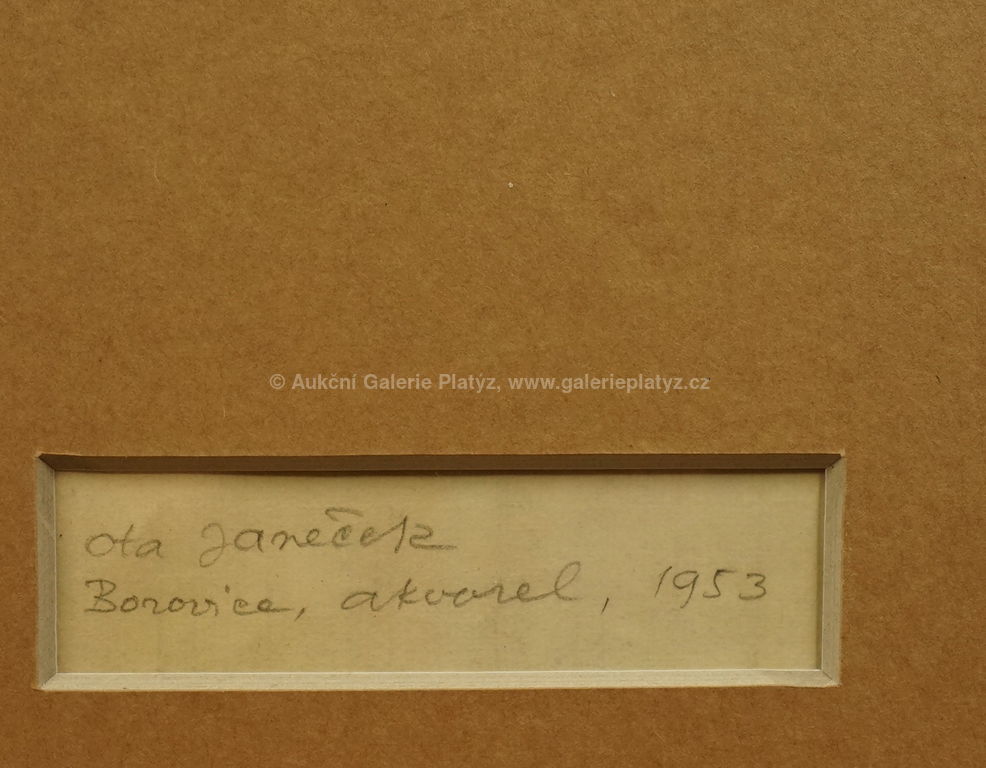 © Aukční Galerie Platýz, www.galerieplatyz.cz
Ota Janeček
Borovice, akvarel, 1953